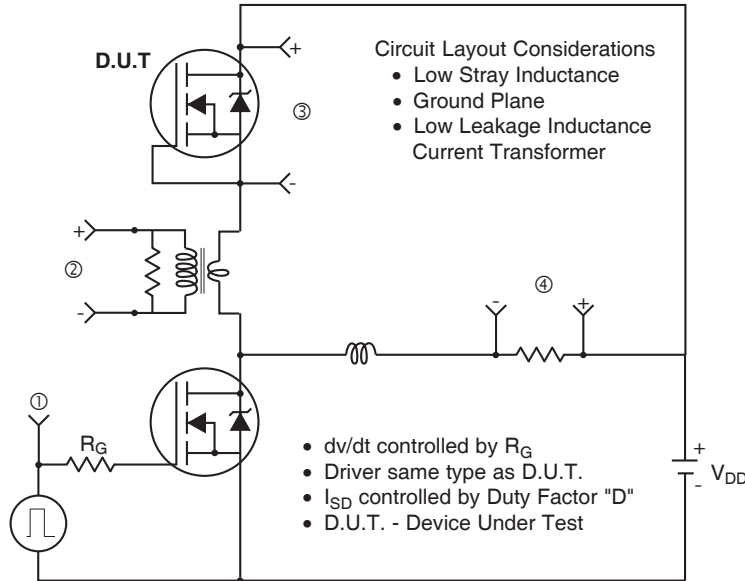 D.U.T
+
Circuit Layout Considerations
• Low Stray Inductance
• Ground Plane
• Low Leakage Inductance
Current Transformer
③
-
+
②
-
④
-
+
①
R_G
• dv/dt controlled by R_G
• Driver same type as D.U.T.
• I_SD controlled by Duty Factor "D"
• D.U.T. - Device Under Test
+
V_DD
-